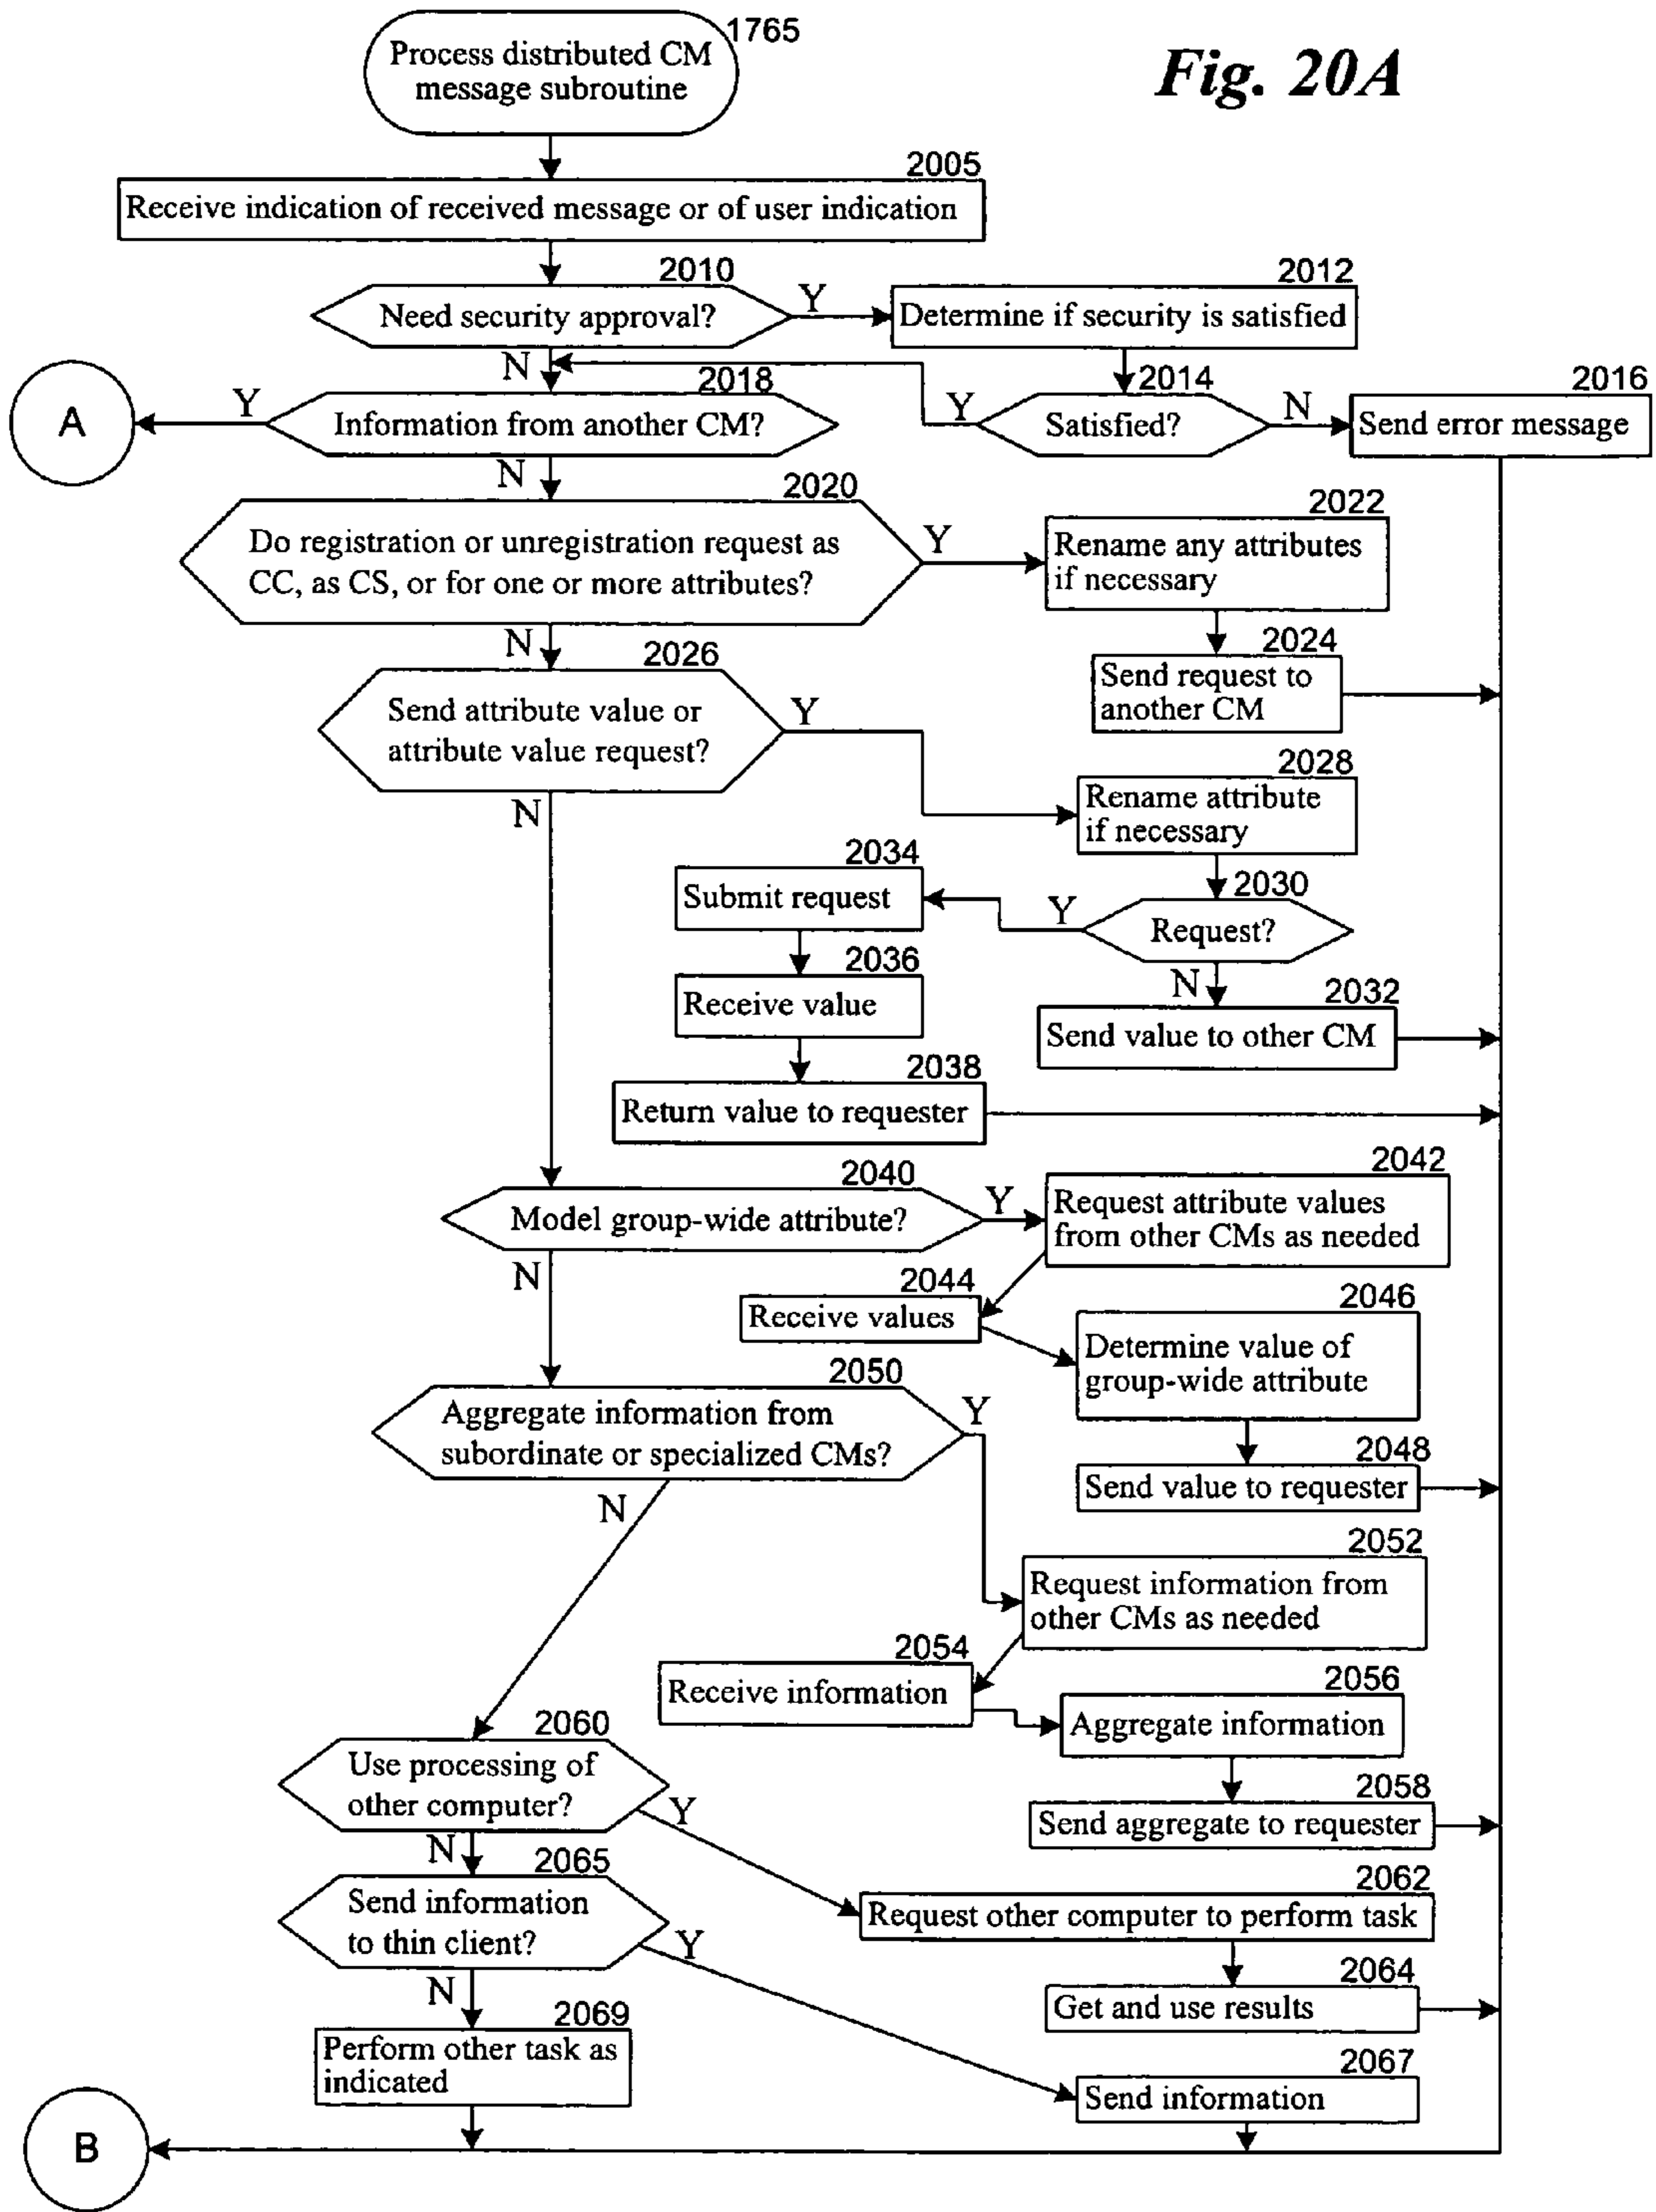 1765
Process distributed CM
message subroutine
Fig. 20A
2005
Receive indication of received message or of user indication
2010
Need security approval?
Y
2012
Determine if security is satisfied
N
2018
Information from another CM?
Y
A
2014
Satisfied?
Y
N
2016
Send error message
N
2020
Do registration or unregistration request as
CC, as CS, or for one or more attributes?
Y
2022
Rename any attributes
if necessary
2024
Send request to
another CM
N
2026
Send attribute value or
attribute value request?
Y
2028
Rename attribute
if necessary
N
2030
Request?
Y
2034
Submit request
2036
Receive value
N
2032
Send value to other CM
2038
Return value to requester
2040
Model group-wide attribute?
Y
2042
Request attribute values
from other CMs as needed
N
2044
Receive values
2046
Determine value of
group-wide attribute
2048
Send value to requester
2050
Aggregate information from
subordinate or specialized CMs?
Y
N
2052
Request information from
other CMs as needed
2054
Receive information
2056
Aggregate information
2058
Send aggregate to requester
2060
Use processing of
other computer?
Y
N
2062
Request other computer to perform task
2064
Get and use results
2065
Send information
to thin client?
Y
N
2067
Send information
2069
Perform other task as
indicated
B